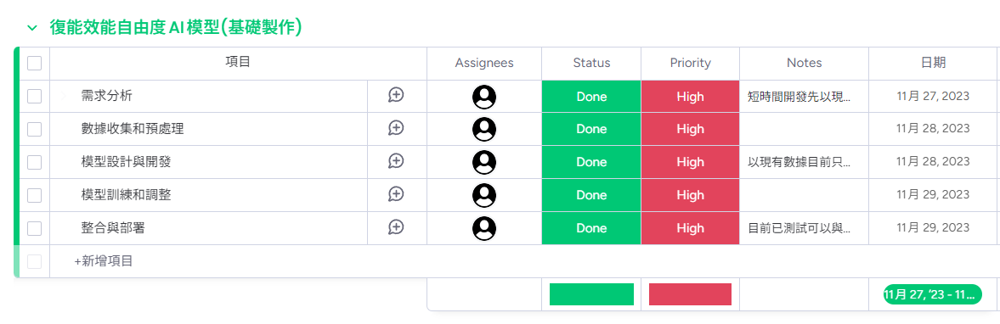 復能效能自由度 AI 模型(基礎製作)
項目 Assignees Status Priority Notes 日期
需求分析 Done High 短時間開發先以現... 11月 27, 2023
數據收集和預處理 Done High 11月 28, 2023
模型設計與開發 Done High 以現有數據目前只... 11月 28, 2023
模型訓練和調整 Done High 11月 29, 2023
整合與部署 Done High 目前已測試可以與... 11月 29, 2023
+新增項目
11月 27, '23 - 11...